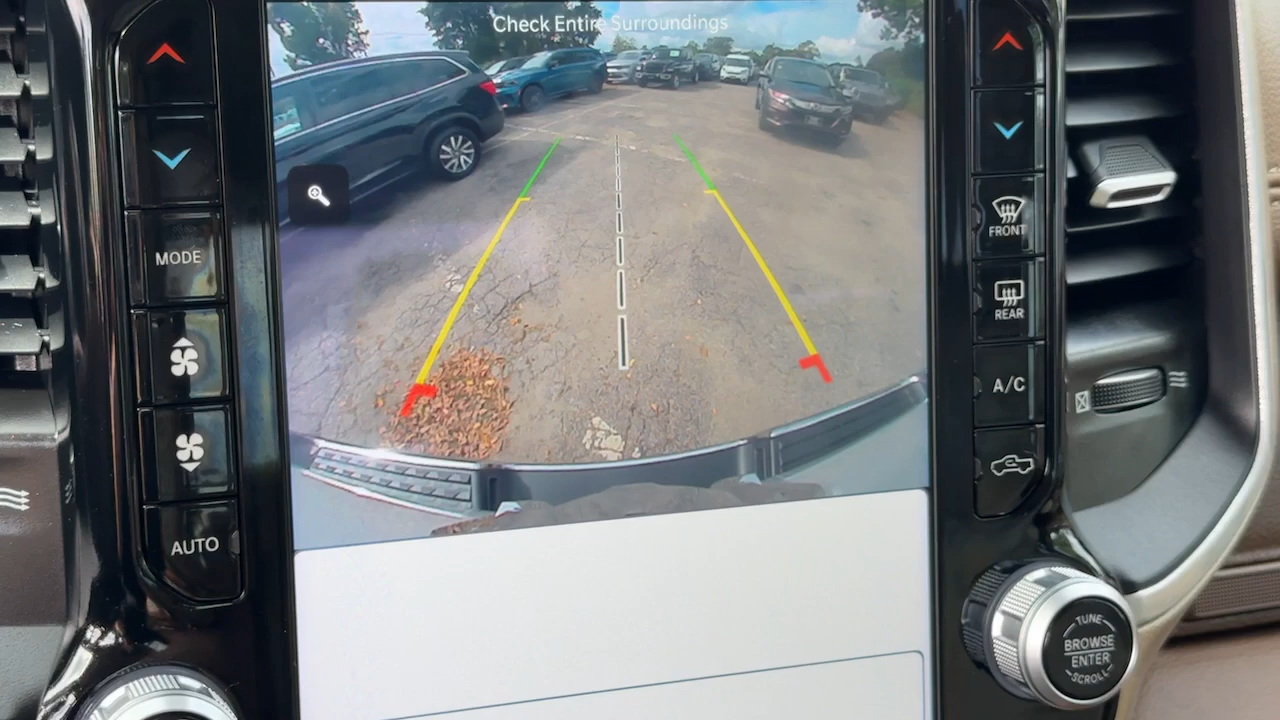 Check Entire Surroundings
MODE
AUTO
FRONT
REAR
A/C
TUNE
BROWSE
ENTER
SCROLL